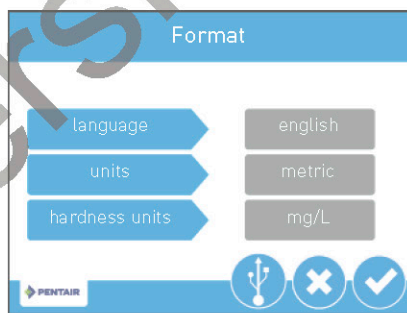 Format
language english
units metric
hardness units mg/L
PENTAIR